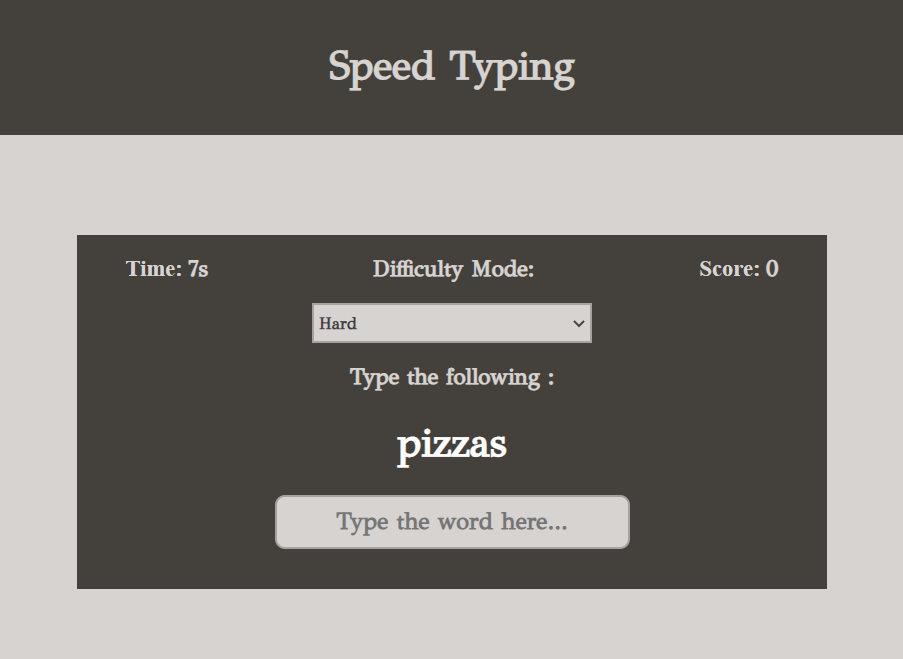 Speed Typing
Time: 7s
Difficulty Mode:
Score: 0
Hard
Type the following :
pizzas
Type the word here...